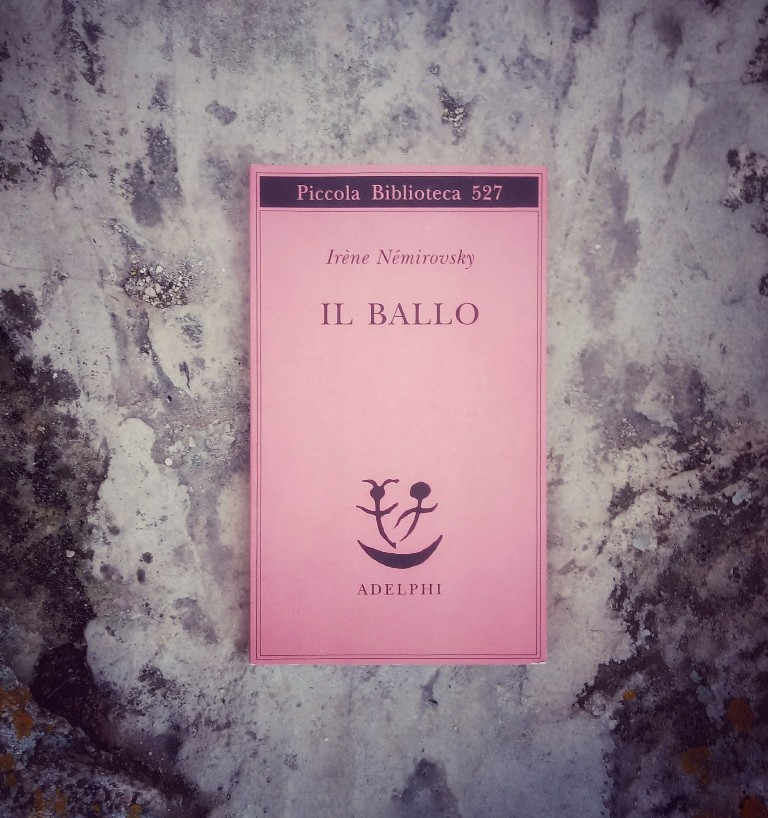 Piccola Biblioteca 527
Irène Némirovsky
IL BALLO
ADELPHI